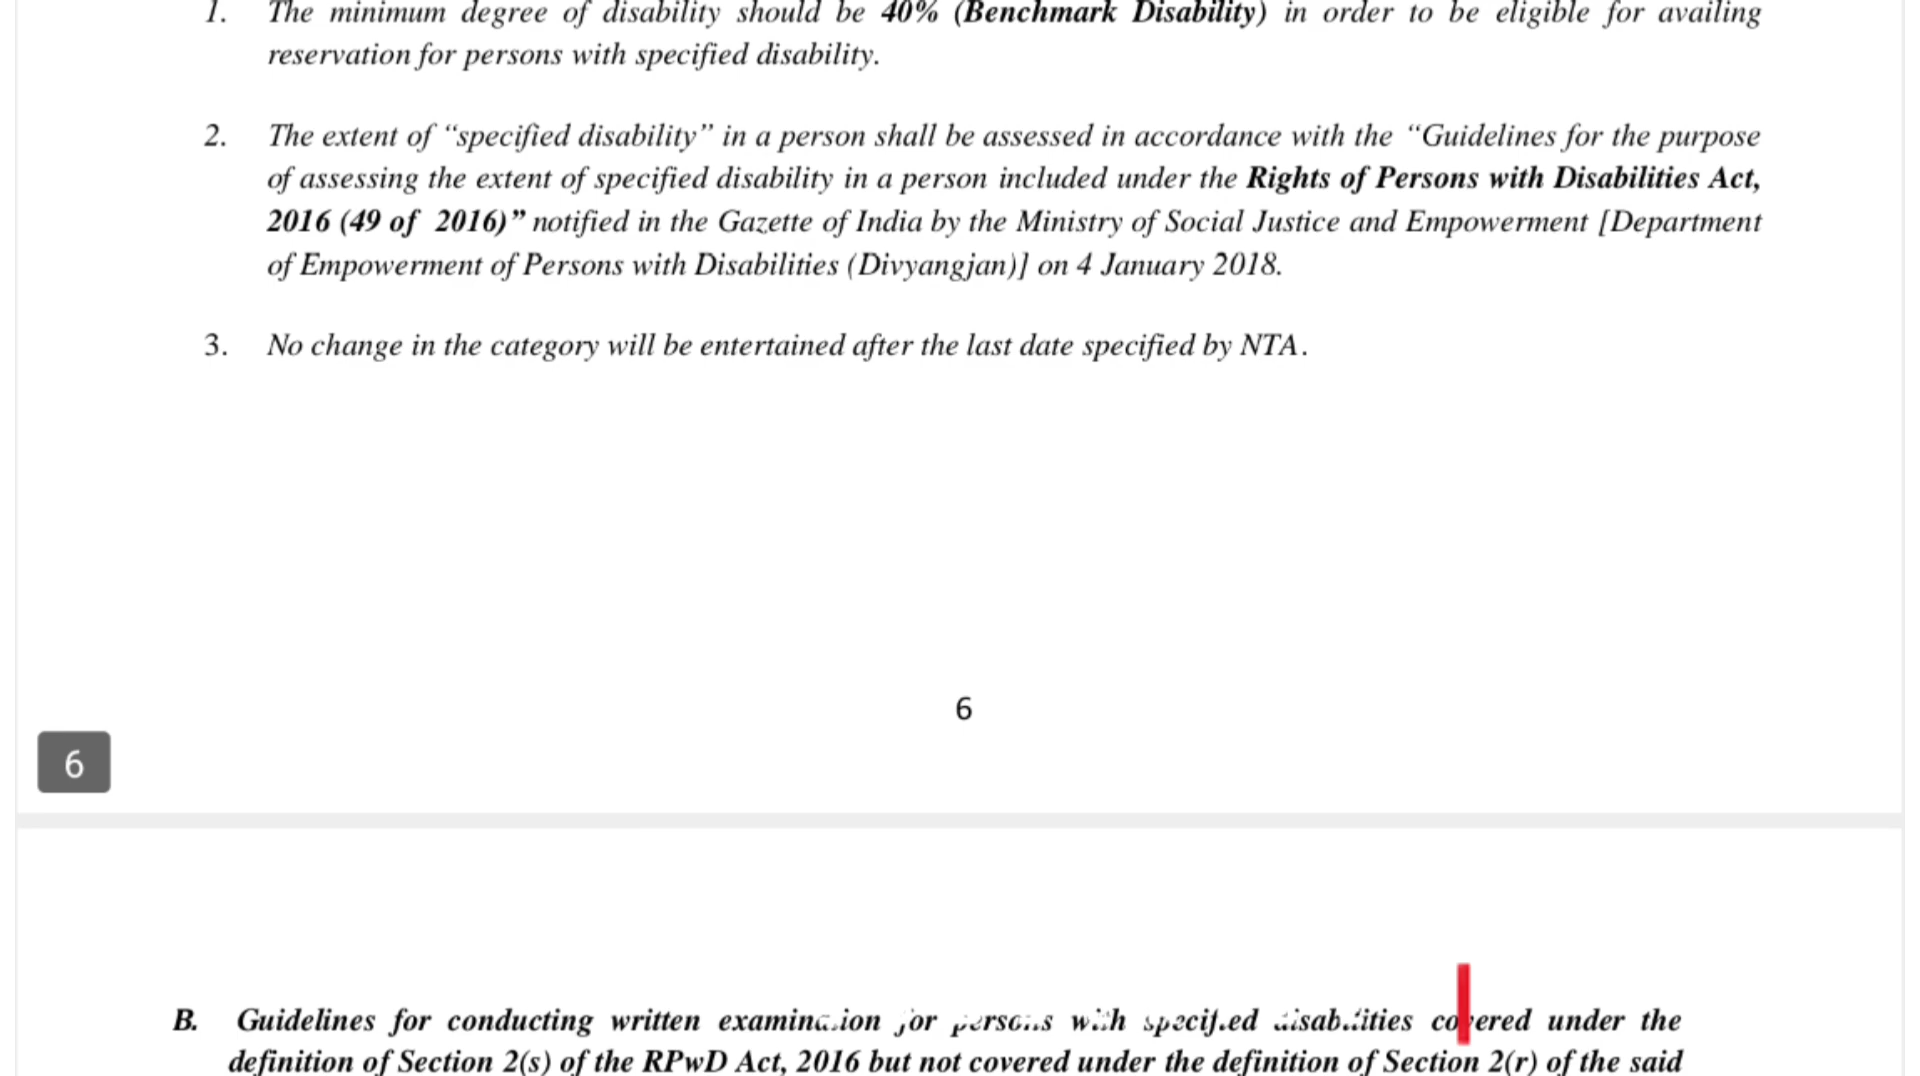 1. The minimum degree of disability should be 40% (Benchmark Disability) in order to be eligible for availing
reservation for persons with specified disability.
2. The extent of “specified disability” in a person shall be assessed in accordance with the “Guidelines for the purpose
of assessing the extent of specified disability in a person included under the Rights of Persons with Disabilities Act,
2016 (49 of 2016)” notified in the Gazette of India by the Ministry of Social Justice and Empowerment [Department
of Empowerment of Persons with Disabilities (Divyangjan)] on 4 January 2018.
3. No change in the category will be entertained after the last date specified by NTA.
6
6
B. Guidelines for conducting written examination for persons with specified disabilities covered under the
definition of Section 2(s) of the RPwD Act, 2016 but not covered under the definition of Section 2(r) of the said